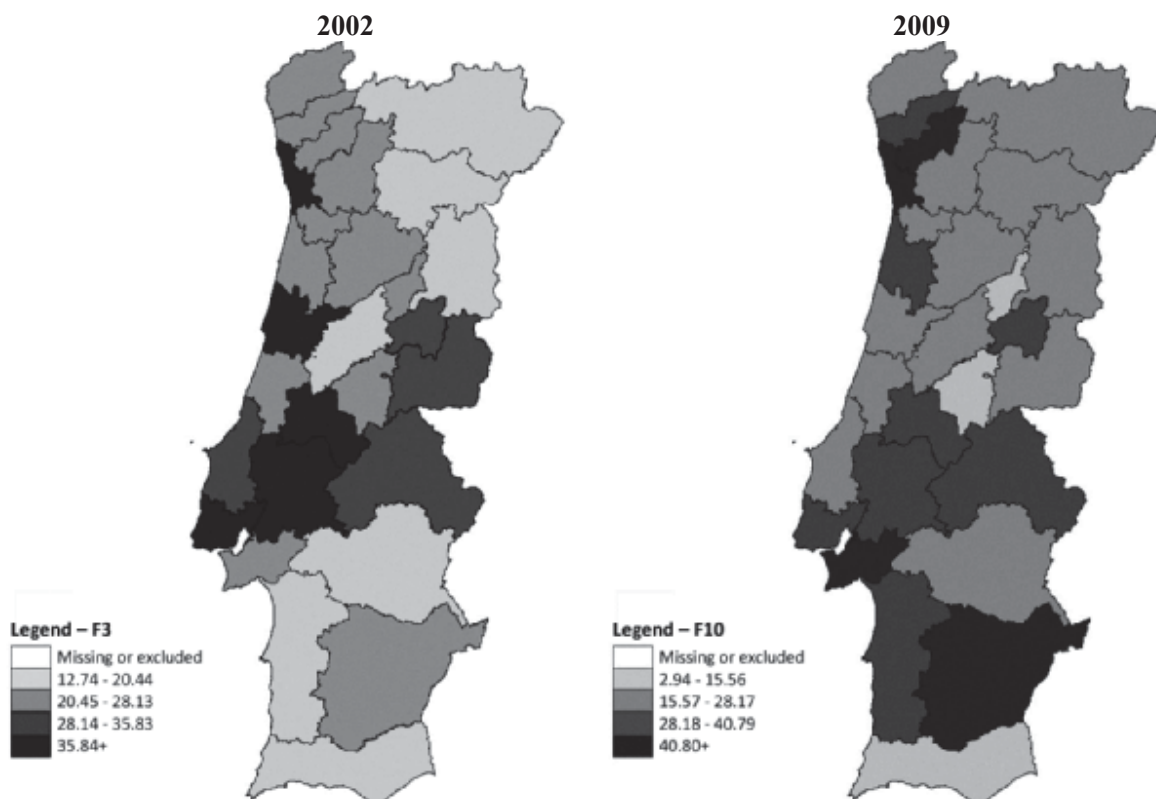 2002
2009
Legend – F3
Missing or excluded
12.74 - 20.44
20.45 - 28.13
28.14 - 35.83
35.84+
Legend – F10
Missing or excluded
2.94 - 15.56
15.57 - 28.17
28.18 - 40.79
40.80+